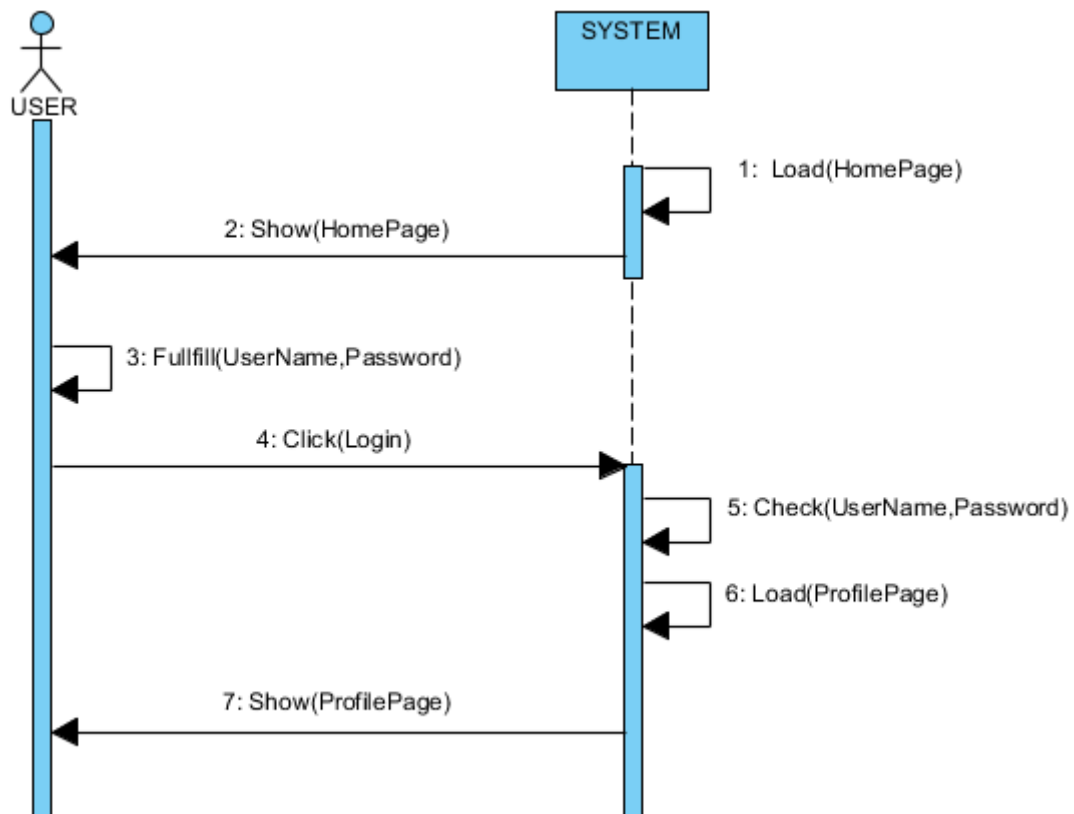 SYSTEM
USER
1: Load(HomePage)
2: Show(HomePage)
3: Fullfill(UserName,Password)
4: Click(Login)
5: Check(UserName,Password)
6: Load(ProfilePage)
7: Show(ProfilePage)